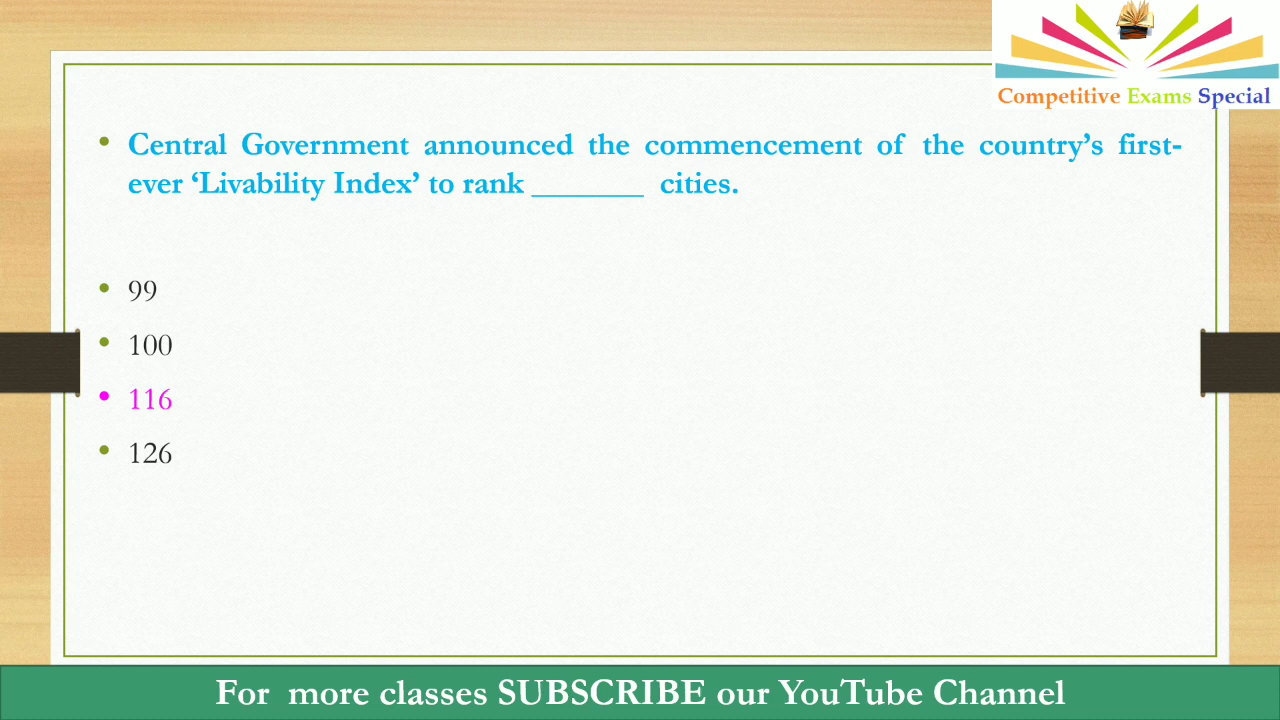 Competitive Exams Special
• Central Government announced the commencement of the country’s first-
ever ‘Livability Index’ to rank _______ cities.
• 99
• 100
• 116
• 126
For more classes SUBSCRIBE our YouTube Channel